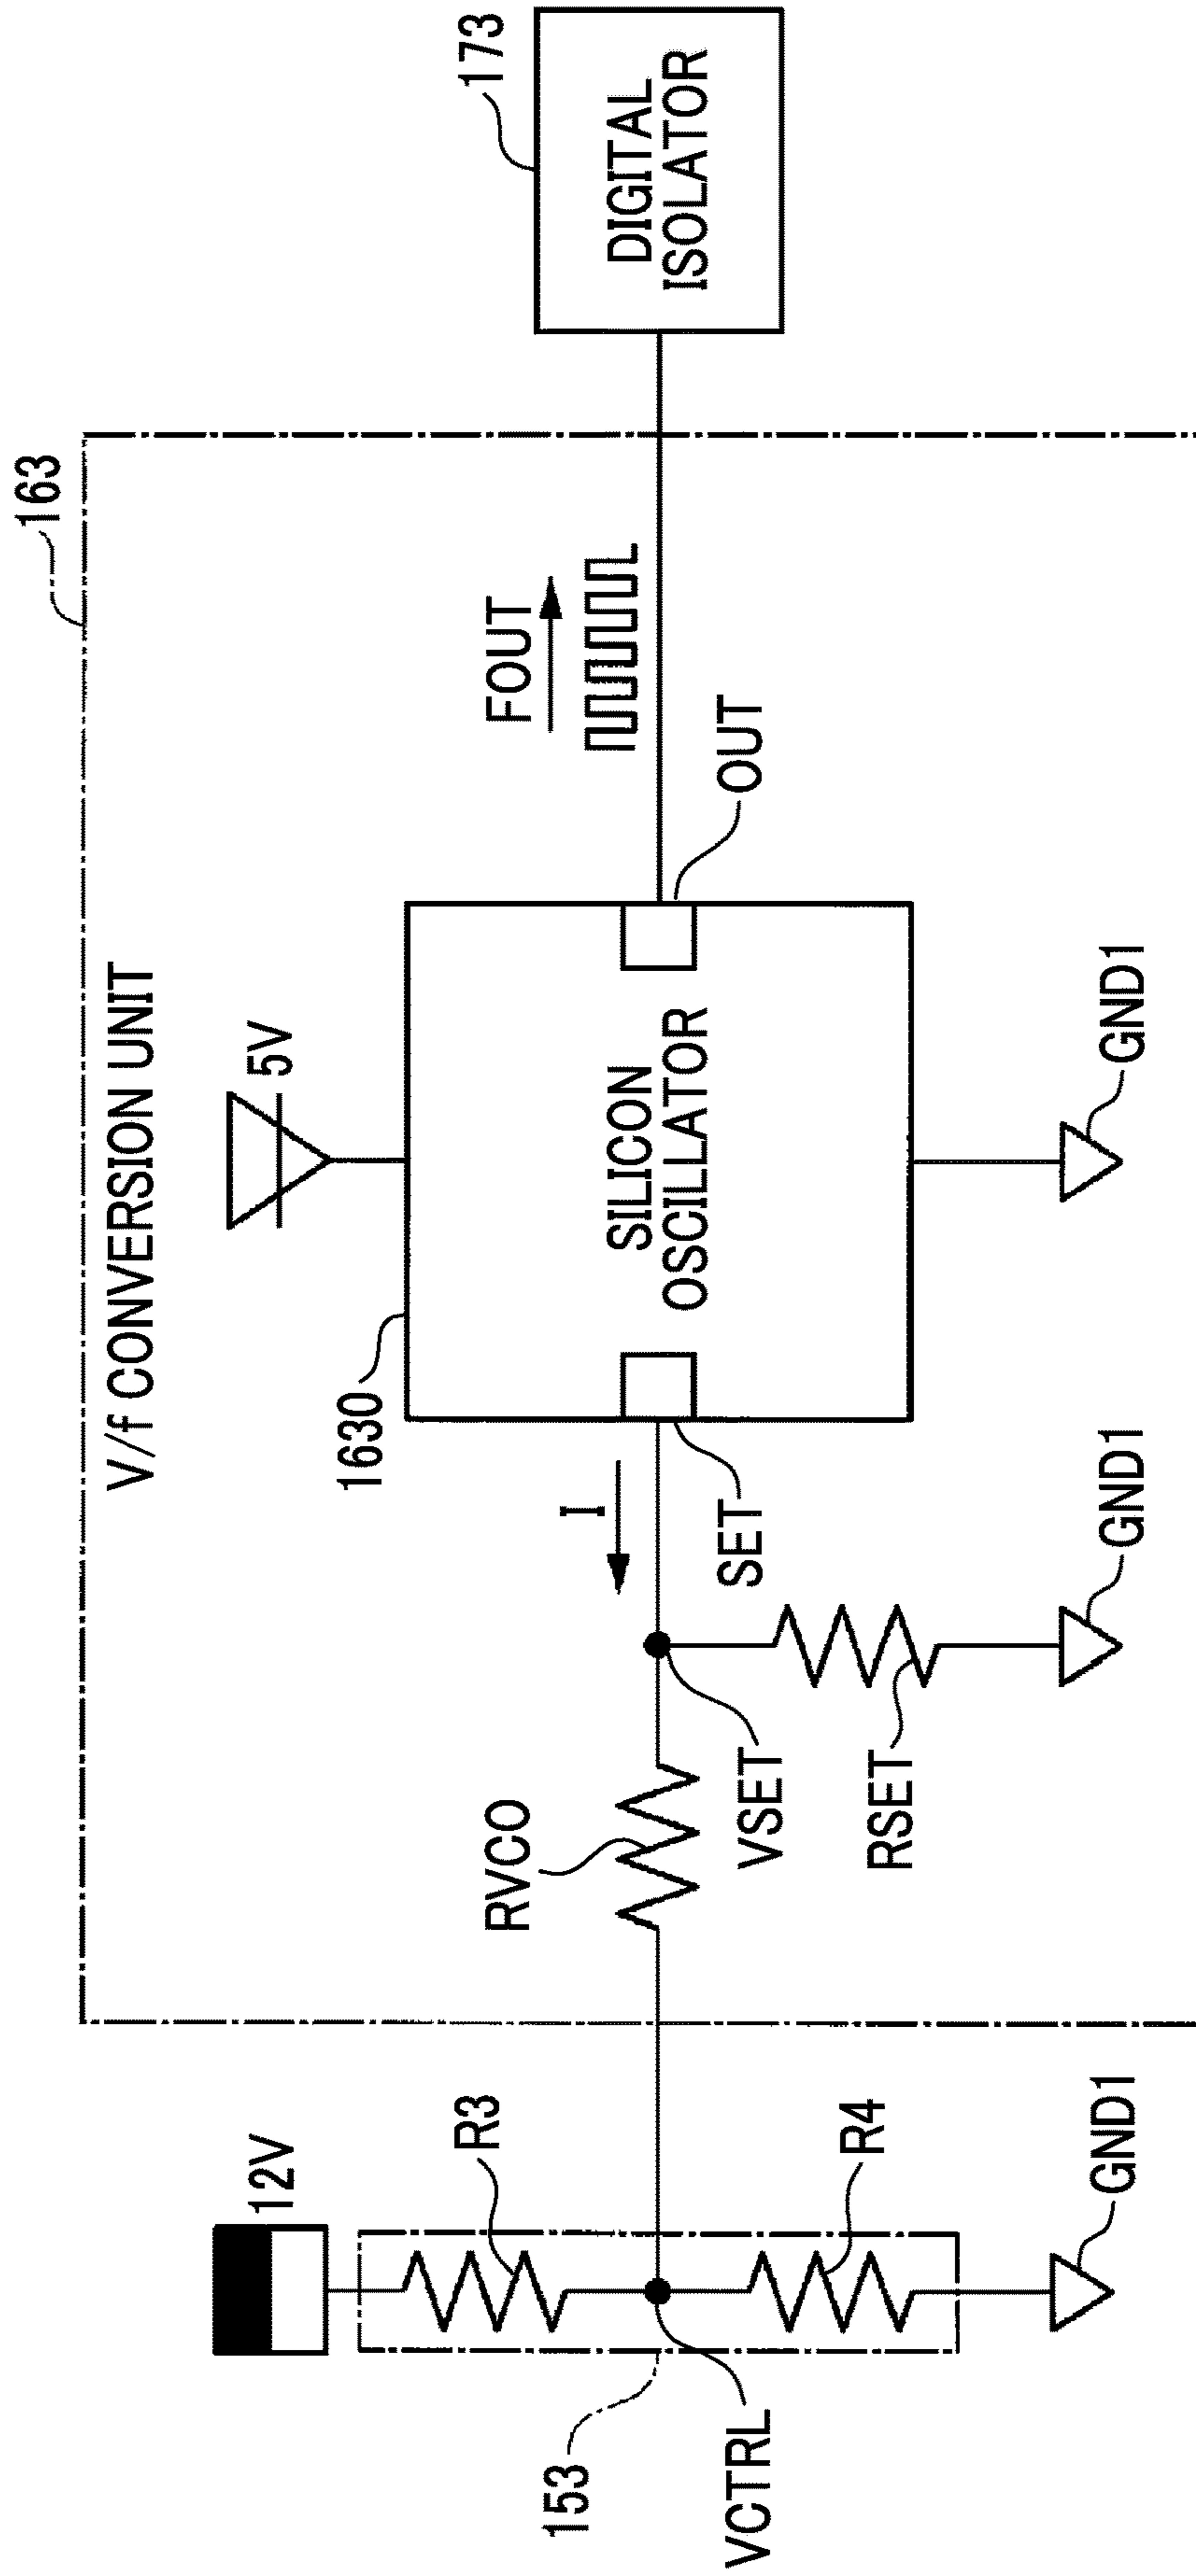 163
V/f CONVERSION UNIT
12V
R3
153
VCTRL
R4
GND1
RVCO
VSET
RSET
GND1
I
SET
1630
5V
SILICON
OSCILLATOR
GND1
OUT
FOUT
173
DIGITAL
ISOLATOR